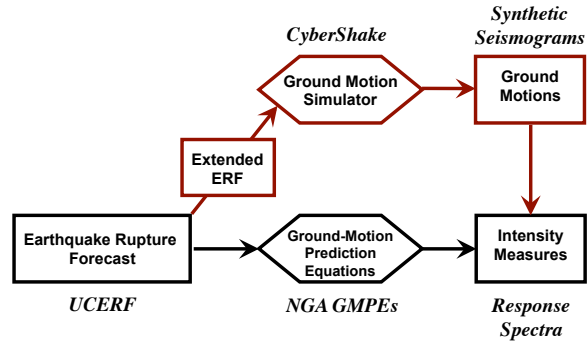 CyberShake
Synthetic
Seismograms
Ground Motion
Simulator
Ground
Motions
Extended
ERF
Earthquake Rupture
Forecast
Ground-Motion
Prediction
Equations
Intensity
Measures
UCERF
NGA GMPEs
Response
Spectra